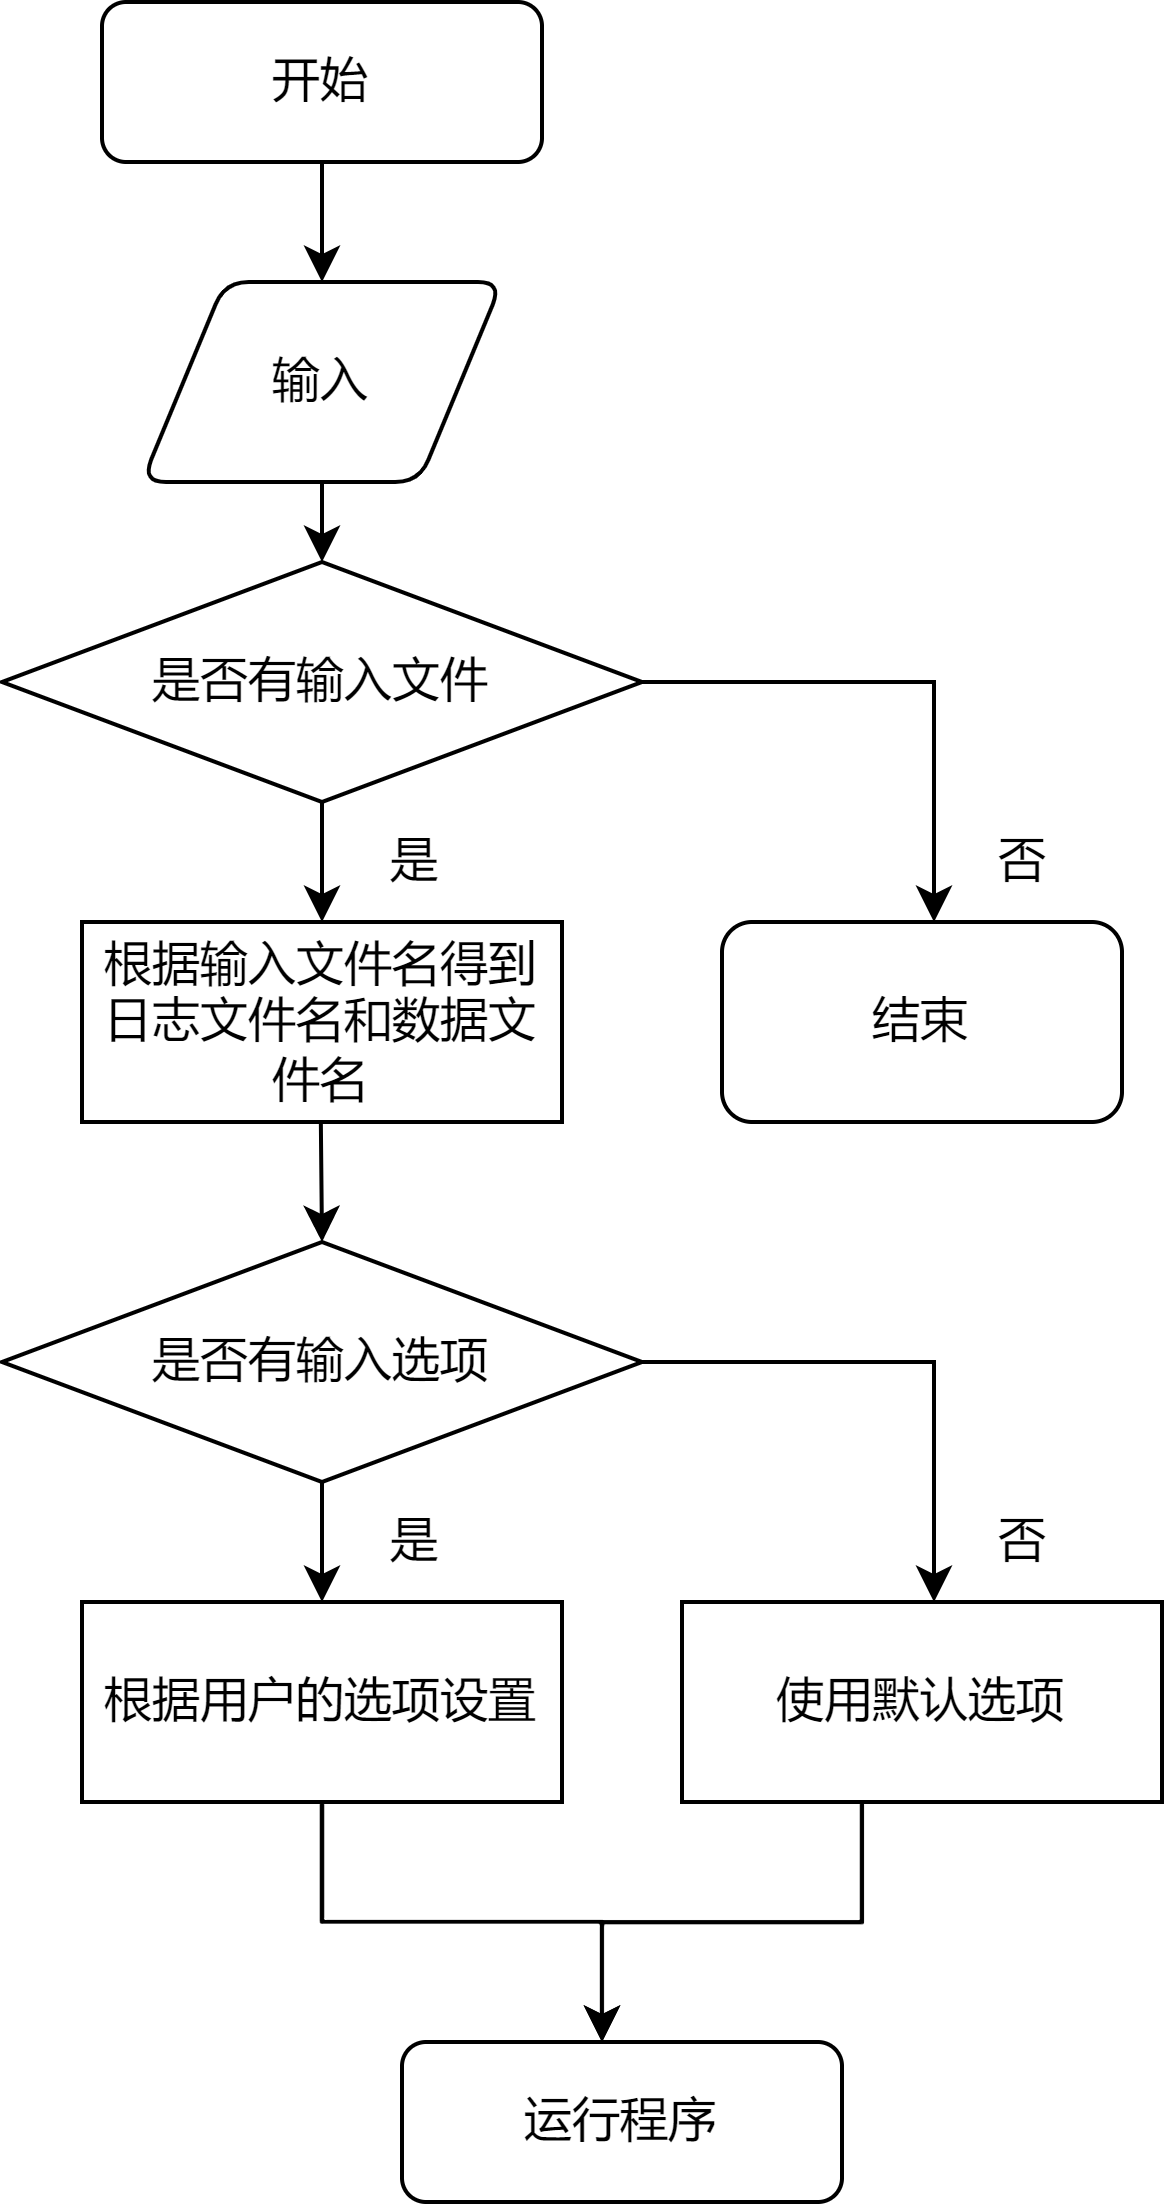 开始
输入
是否有输入文件
是
否
根据输入文件名得到
日志文件名和数据文
件名
结束
是否有输入选项
是
否
根据用户的选项设置
使用默认选项
运行程序